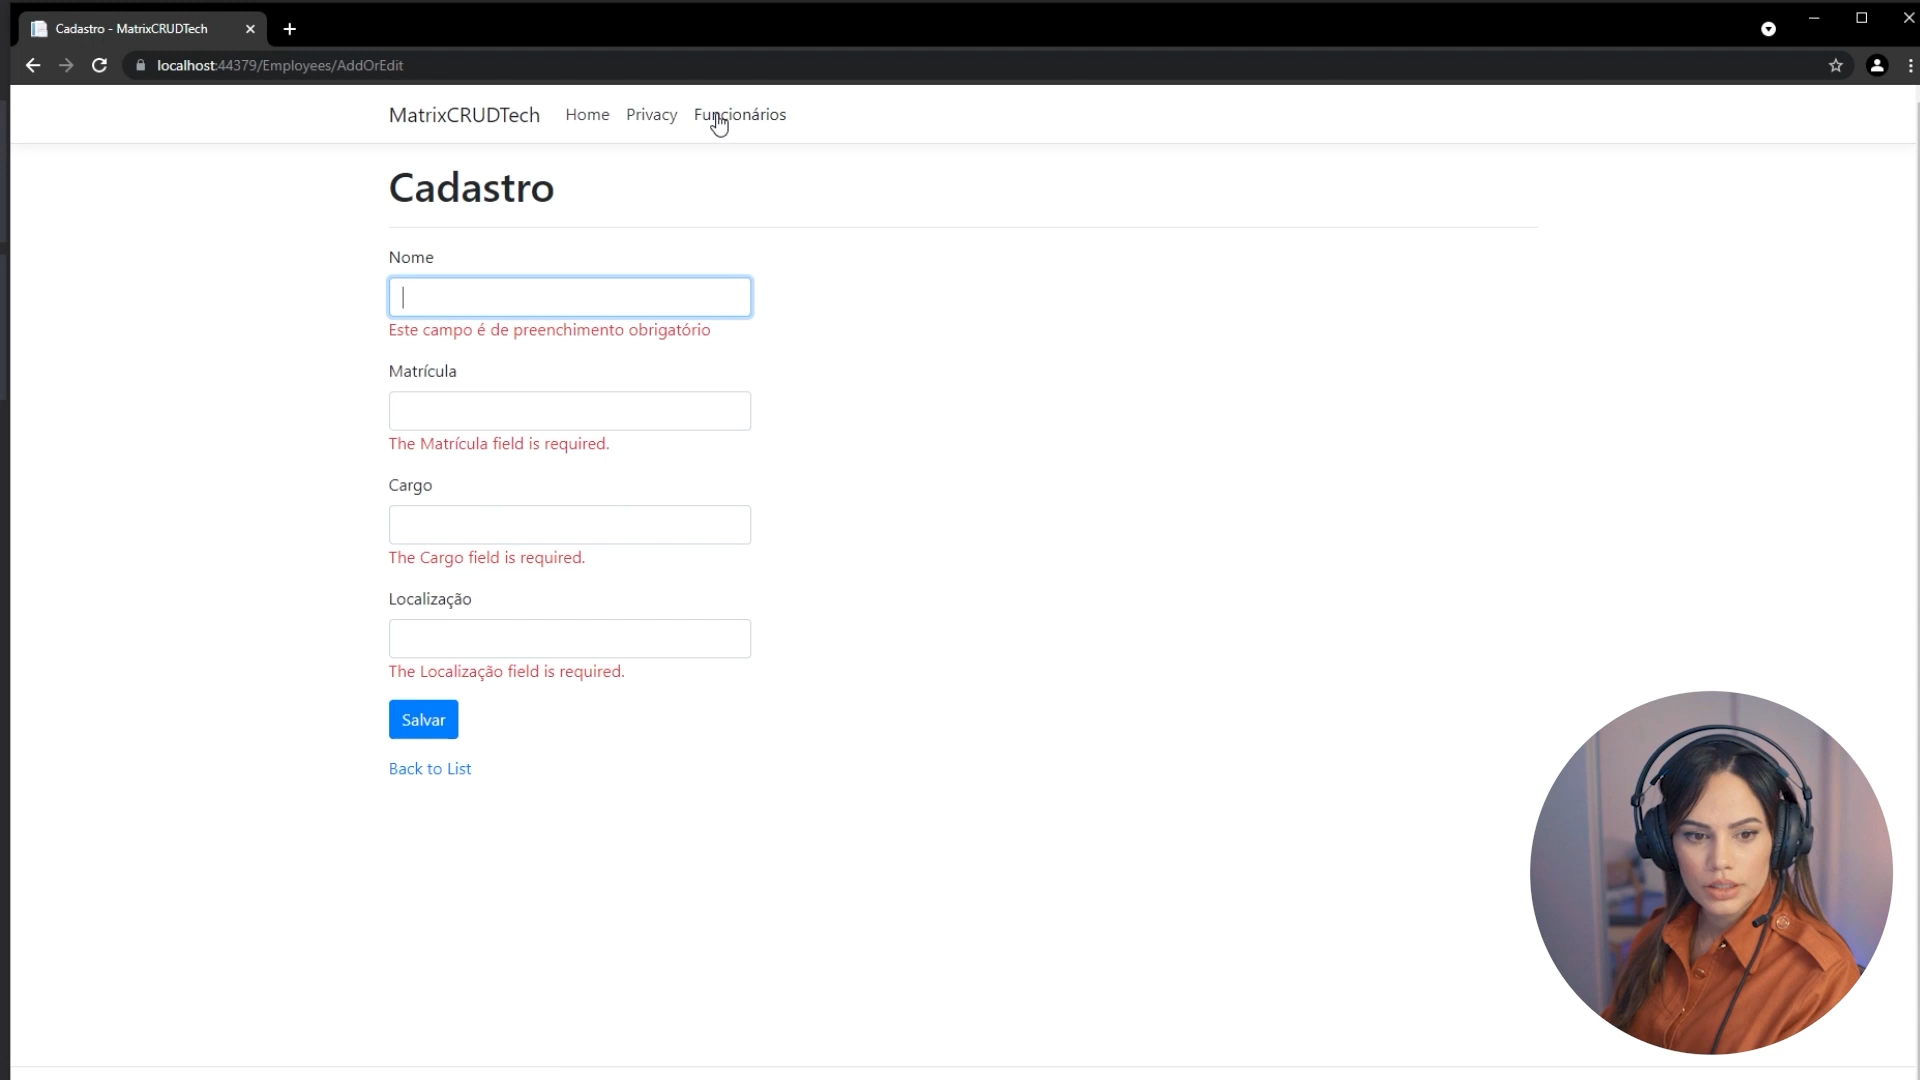 Cadastro - MatrixCRUDTech
localhost:44379/Employees/AddOrEdit
MatrixCRUDTech Home Privacy Funcionários
Cadastro
Nome
Este campo é de preenchimento obrigatório
Matrícula
The Matrícula field is required.
Cargo
The Cargo field is required.
Localização
The Localização field is required.
Salvar
Back to List